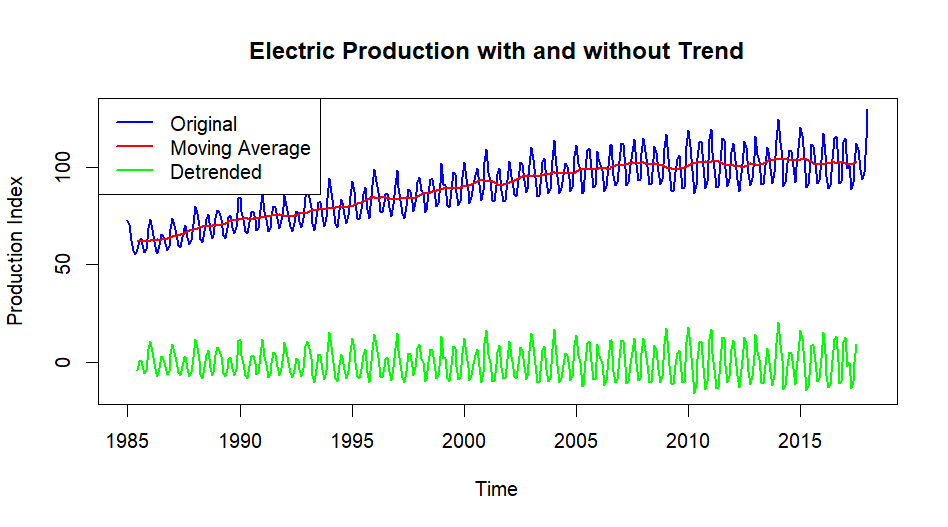 Electric Production with and without Trend
Original
Moving Average
Detrended
Production Index
100
50
0
1985 1990 1995 2000 2005 2010 2015
Time